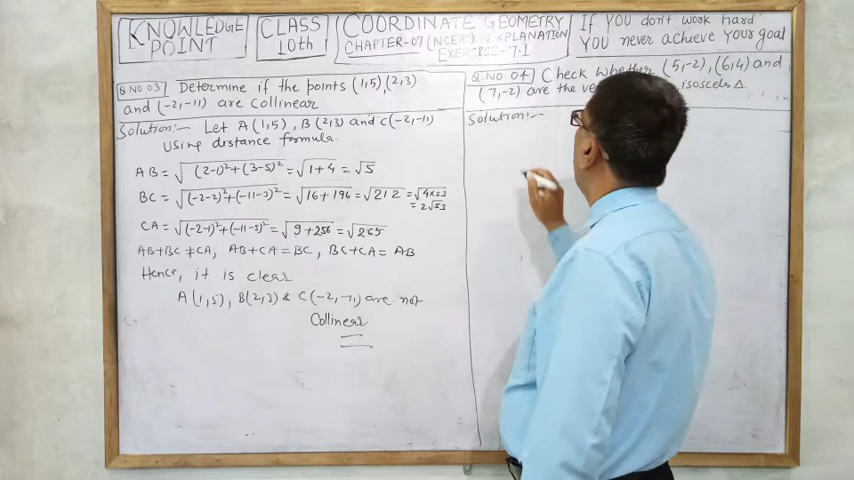 KNOWLEDGE
POINT
CLASS
10th
COORDINATE GEOMETRY
CHAPTER-07 (NCERT) EXPLANATION
EXERCISE-7.1
If YOU don't work hard
YOU never achieve YOUR goal
Q.NO.03 Determine if the points (1,5),(2,3)
and (-2,-11) are collinear
Solution:- Let A(1,5), B(2,3) and C(-2,-11)
Using distance formula.
AB = √(2-1)²+(3-5)² = √1+4 = √5
BC = √(-2-2)²+(-11-3)² = √16+196 = √212 = √4×53
= 2√53
CA = √(-2-1)²+(-11-5)² = √9+256 = √265
AB+BC ≠ CA, AB+CA = BC, BC+CA = AB
Hence, it is clear
A(1,5), B(2,3) & C(-2,-11) are not
Collinear
Q.NO.04 Check whether (5,-2), (6,4) and
(7,-2) are the isosceles Δ.
Solution:-